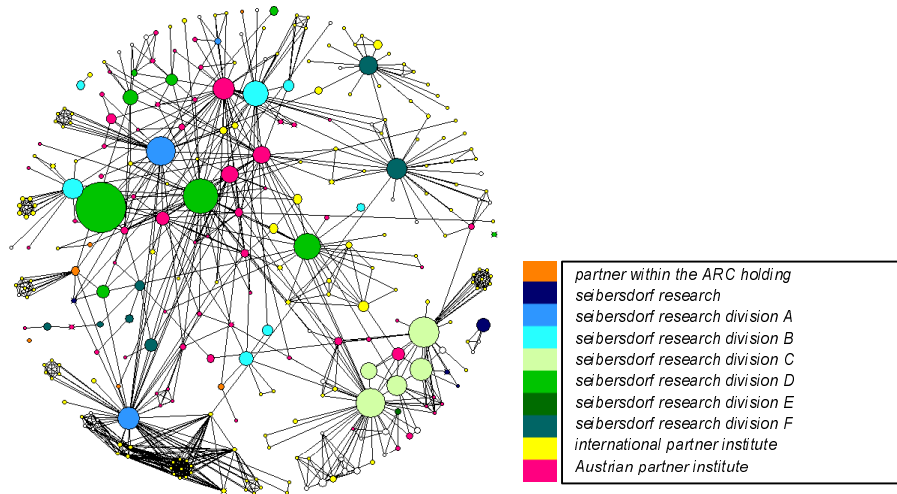 partner within the ARC holding
seibersdorf research
seibersdorf research division A
seibersdorf research division B
seibersdorf research division C
seibersdorf research division D
seibersdorf research division E
seibersdorf research division F
international partner institute
Austrian partner institute